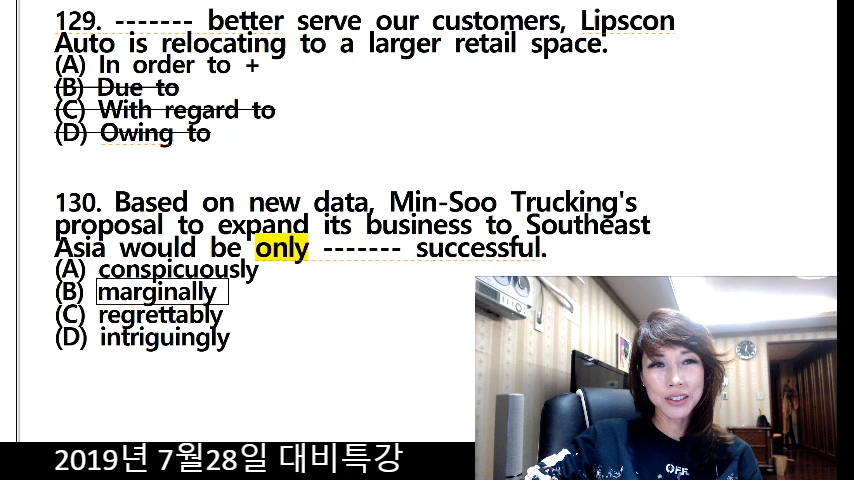 129. ------- better serve our customers, Lipscon
Auto is relocating to a larger retail space.
(A) In order to +
(B) Due to
(C) With regard to
(D) Owing to
130. Based on new data, Min-Soo Trucking's
proposal to expand its business to Southeast
Asia would be only ------- successful.
(A) conspicuously
(B) marginally
(C) regrettably
(D) intriguingly
OFF
2019년 7월28일 대비특강